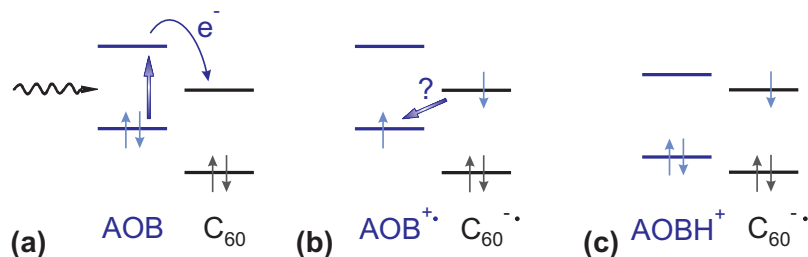 e⁻
?
(a) AOB C₆₀ (b) AOB⁺• C₆₀⁻• (c) AOBH⁺ C₆₀⁻•